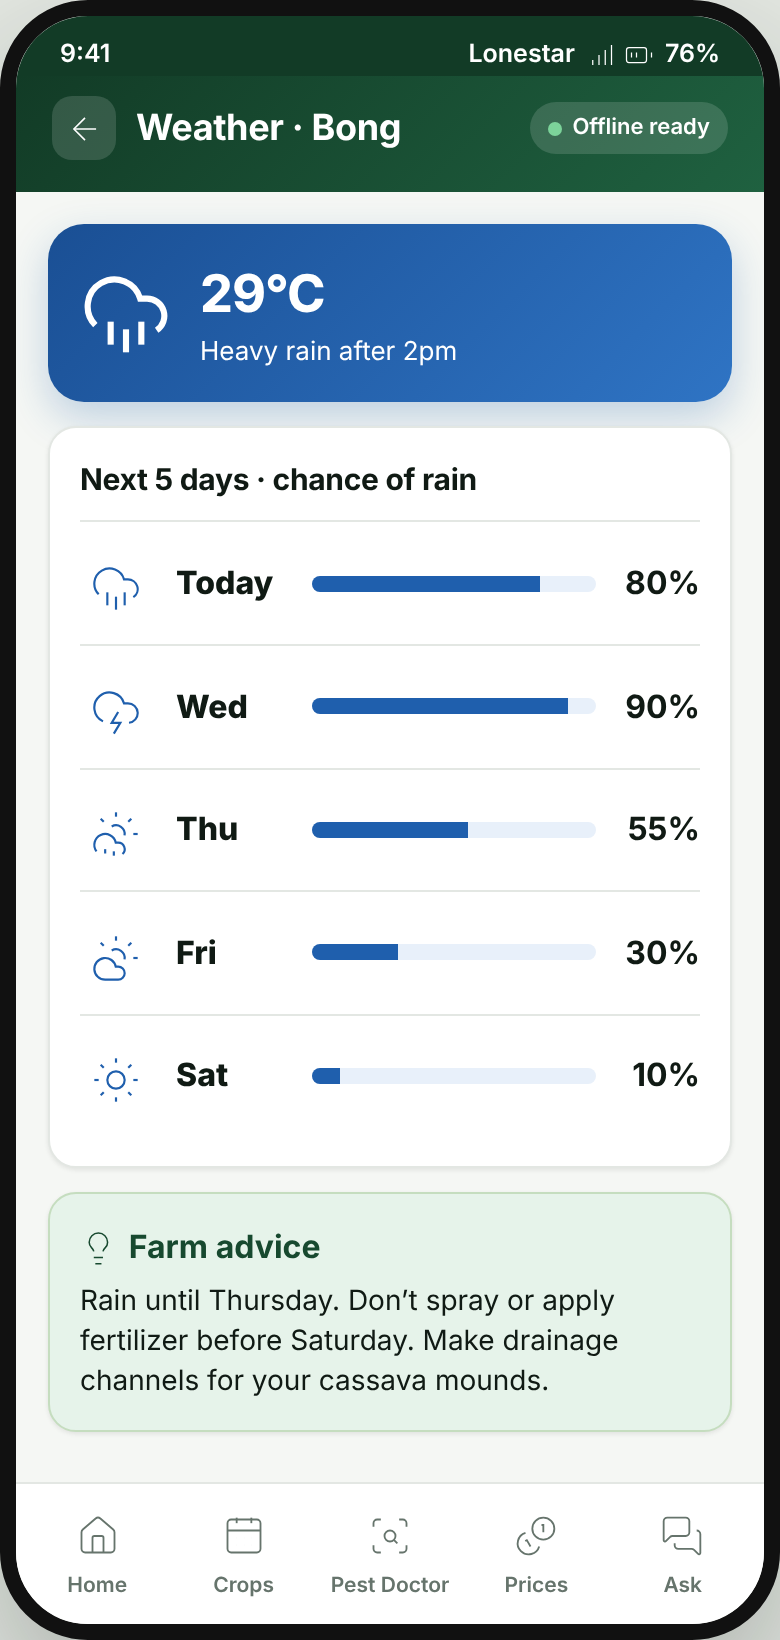 9:41
Lonestar 76%
Weather · Bong
Offline ready
29°C
Heavy rain after 2pm
Next 5 days · chance of rain
Today 80%
Wed 90%
Thu 55%
Fri 30%
Sat 10%
Farm advice
Rain until Thursday. Don’t spray or apply
fertilizer before Saturday. Make drainage
channels for your cassava mounds.
Home Crops Pest Doctor Prices Ask